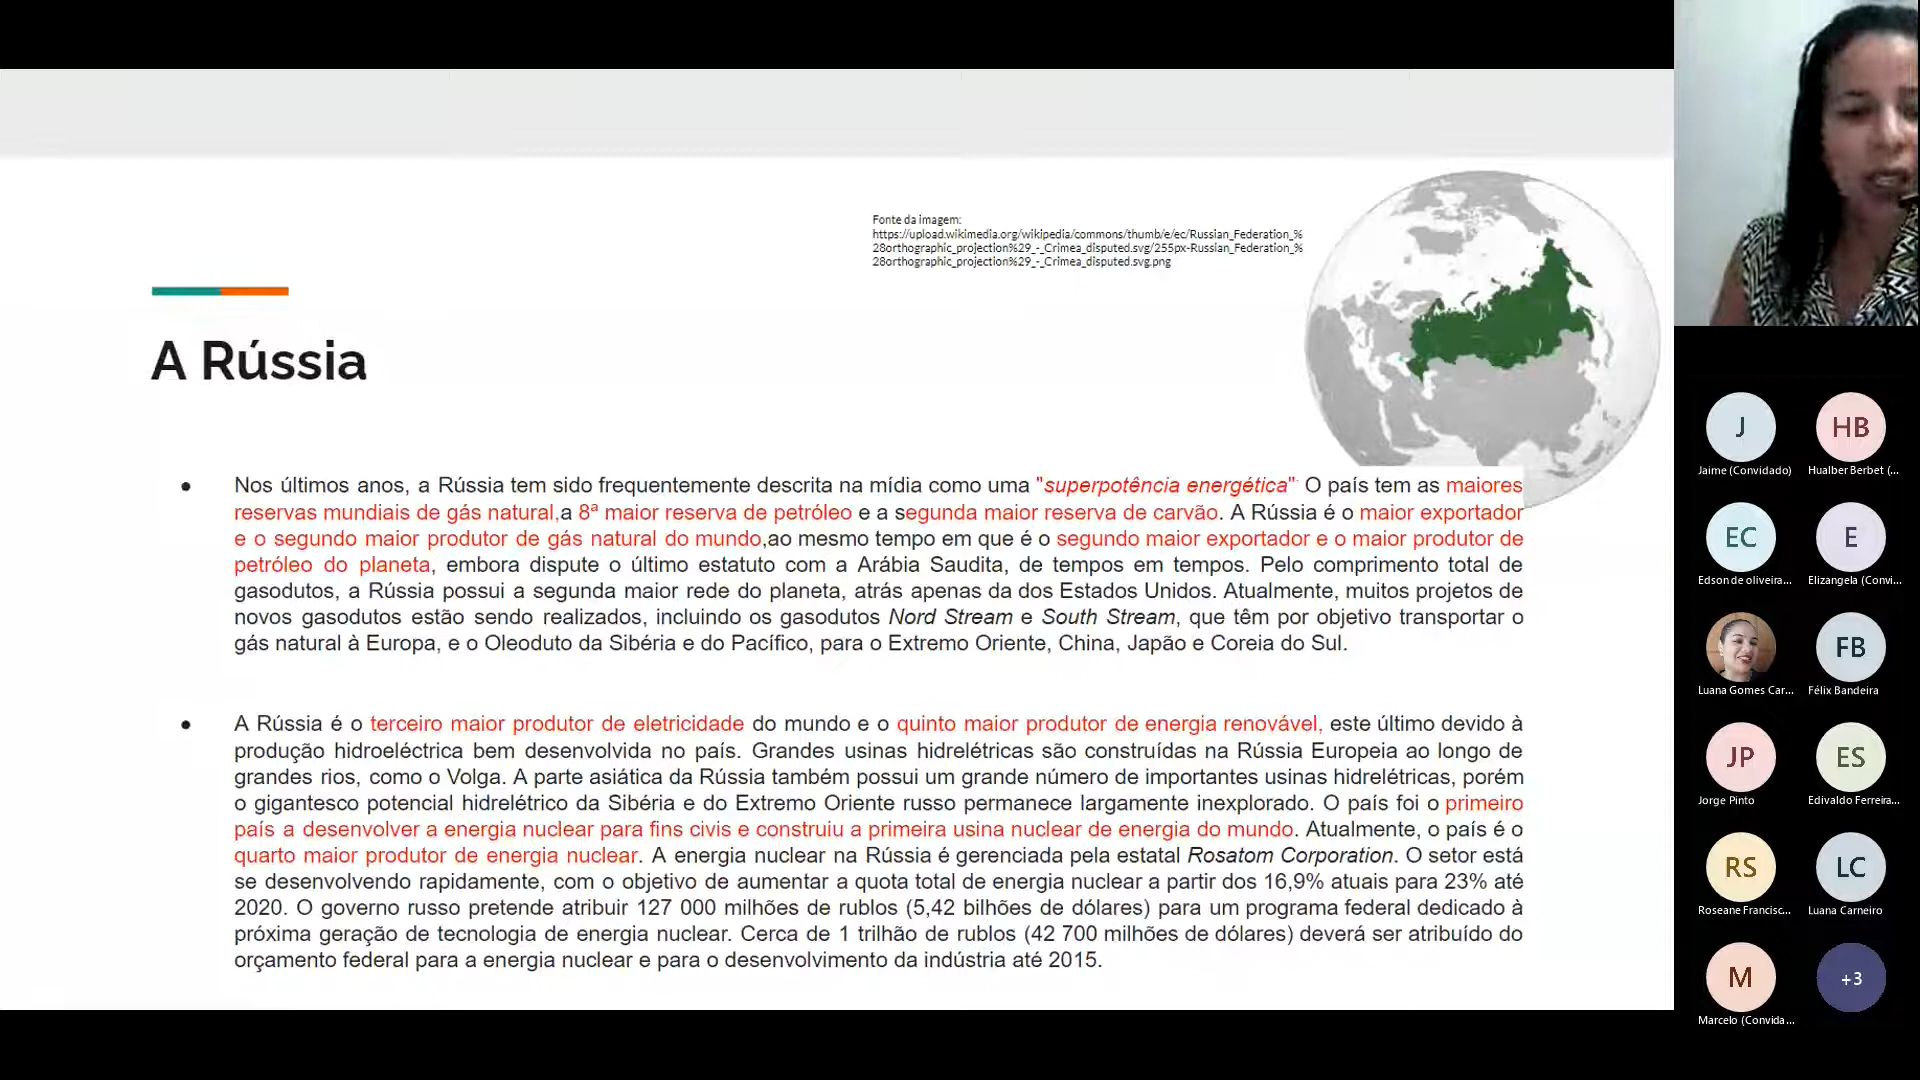 Fonte da imagem:
https://upload.wikimedia.org/wikipedia/commons/thumb/e/ec/Russian_Federation_%
28orthographic_projection%29_-_Crimea_disputed.svg/255px-Russian_Federation_%
28orthographic_projection%29_-_Crimea_disputed.svg.png
A Rússia
● Nos últimos anos, a Rússia tem sido frequentemente descrita na mídia como uma "superpotência energética" O país tem as maiores
reservas mundiais de gás natural,a 8ª maior reserva de petróleo e a segunda maior reserva de carvão. A Rússia é o maior exportador
e o segundo maior produtor de gás natural do mundo,ao mesmo tempo em que é o segundo maior exportador e o maior produtor de
petróleo do planeta, embora dispute o último estatuto com a Arábia Saudita, de tempos em tempos. Pelo comprimento total de
gasodutos, a Rússia possui a segunda maior rede do planeta, atrás apenas da dos Estados Unidos. Atualmente, muitos projetos de
novos gasodutos estão sendo realizados, incluindo os gasodutos Nord Stream e South Stream, que têm por objetivo transportar o
gás natural à Europa, e o Oleoduto da Sibéria e do Pacífico, para o Extremo Oriente, China, Japão e Coreia do Sul.
● A Rússia é o terceiro maior produtor de eletricidade do mundo e o quinto maior produtor de energia renovável, este último devido à
produção hidroeléctrica bem desenvolvida no país. Grandes usinas hidrelétricas são construídas na Rússia Europeia ao longo de
grandes rios, como o Volga. A parte asiática da Rússia também possui um grande número de importantes usinas hidrelétricas, porém
o gigantesco potencial hidrelétrico da Sibéria e do Extremo Oriente russo permanece largamente inexplorado. O país foi o primeiro
país a desenvolver a energia nuclear para fins civis e construiu a primeira usina nuclear de energia do mundo. Atualmente, o país é o
quarto maior produtor de energia nuclear. A energia nuclear na Rússia é gerenciada pela estatal Rosatom Corporation. O setor está
se desenvolvendo rapidamente, com o objetivo de aumentar a quota total de energia nuclear a partir dos 16,9% atuais para 23% até
2020. O governo russo pretende atribuir 127 000 milhões de rublos (5,42 bilhões de dólares) para um programa federal dedicado à
próxima geração de tecnologia de energia nuclear. Cerca de 1 trilhão de rublos (42 700 milhões de dólares) deverá ser atribuído do
orçamento federal para a energia nuclear e para o desenvolvimento da indústria até 2015.
J
HB
Jaime (Convidado)
Hualber Berbet (...
EC
E
Edson de oliveira...
Elizangela (Convi...
FB
Luana Gomes Car...
Félix Bandeira
JP
ES
Jorge Pinto
Edivaldo Ferreira...
RS
LC
Roseane Francisc...
Luana Carneiro
M
+3
Marcelo (Convida...